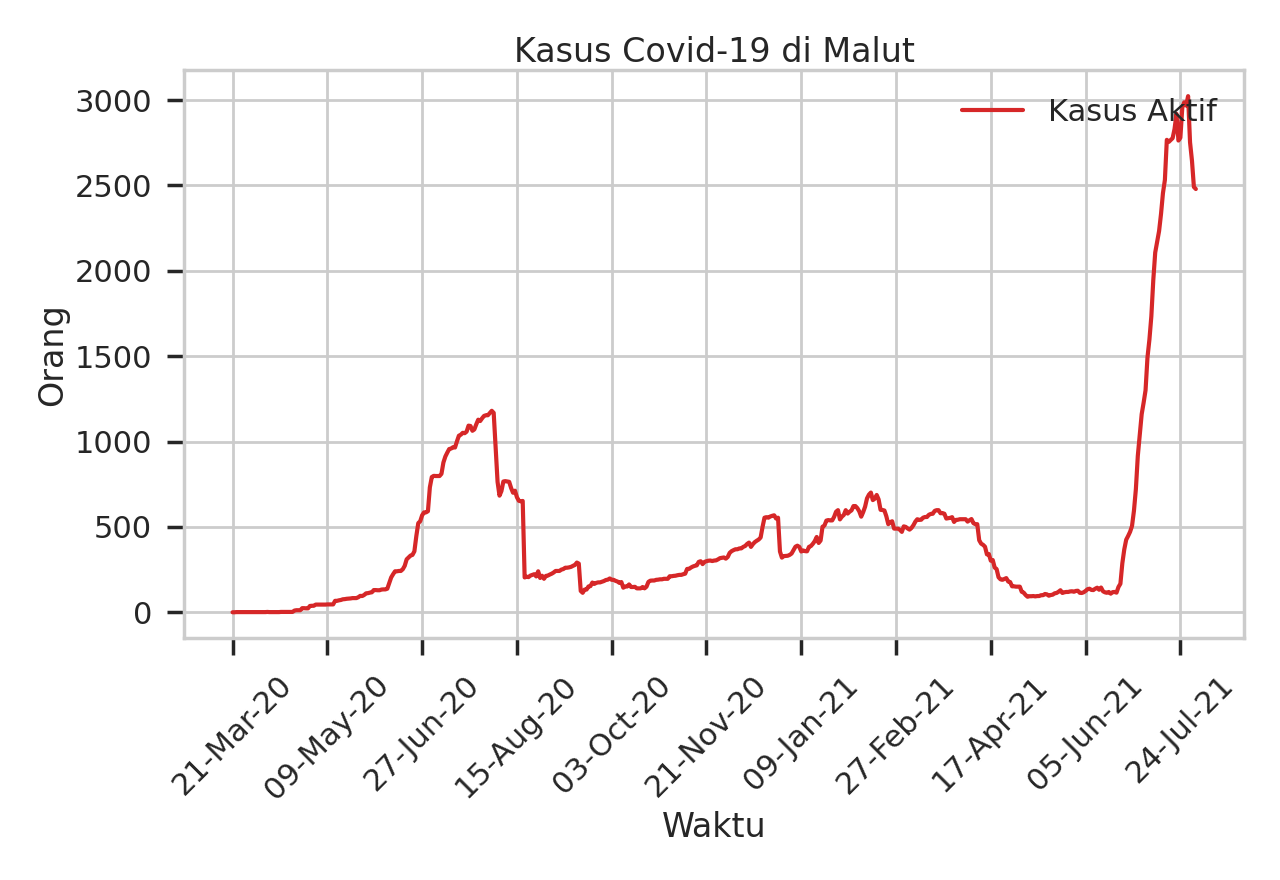 Kasus Covid-19 di Malut
Kasus Aktif
3000
2500
2000
1500
1000
500
0
Orang
21-Mar-20
09-May-20
27-Jun-20
15-Aug-20
03-Oct-20
21-Nov-20
09-Jan-21
27-Feb-21
17-Apr-21
05-Jun-21
24-Jul-21
Waktu